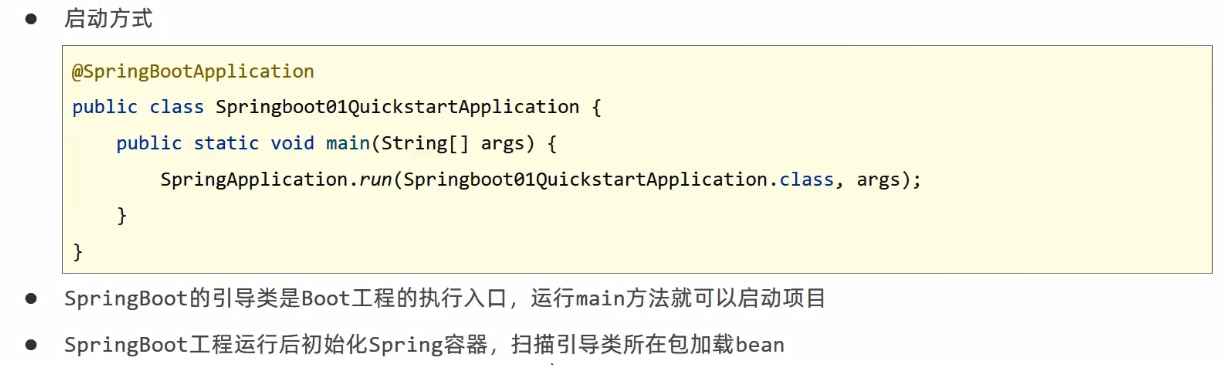 ● 启动方式
@SpringBootApplication
public class Springboot01QuickstartApplication {
    public static void main(String[] args) {
        SpringApplication.run(Springboot01QuickstartApplication.class, args);
    }
}
● SpringBoot的引导类是Boot工程的执行入口，运行main方法就可以启动项目
● SpringBoot工程运行后初始化Spring容器，扫描引导类所在包加载bean